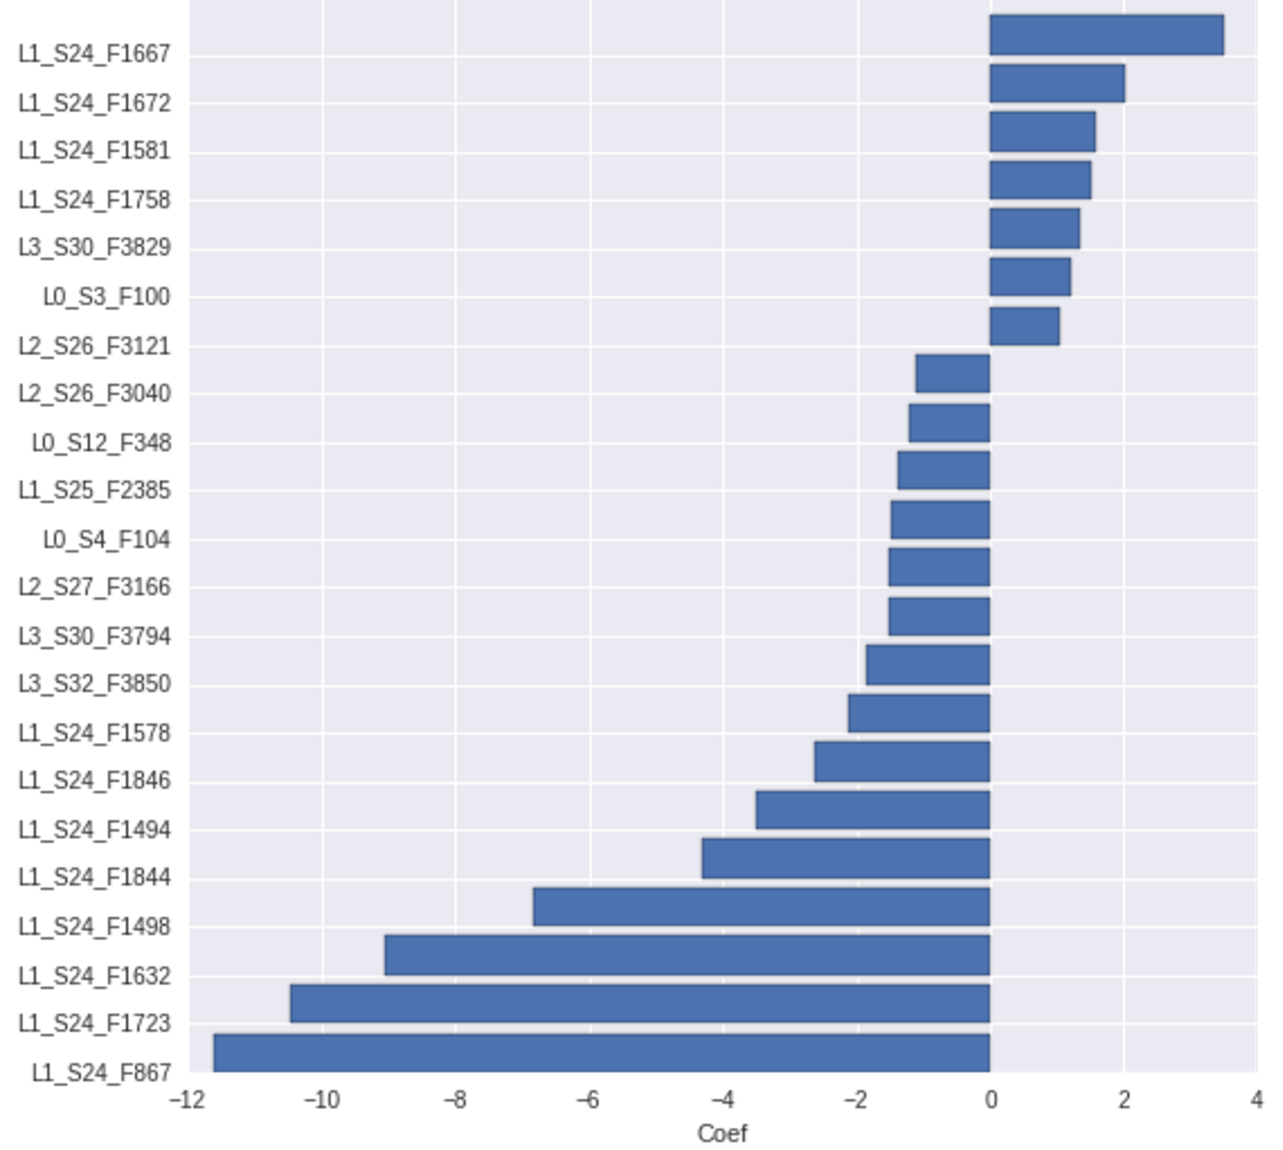 L1_S24_F1667
L1_S24_F1672
L1_S24_F1581
L1_S24_F1758
L3_S30_F3829
L0_S3_F100
L2_S26_F3121
L2_S26_F3040
L0_S12_F348
L1_S25_F2385
L0_S4_F104
L2_S27_F3166
L3_S30_F3794
L3_S32_F3850
L1_S24_F1578
L1_S24_F1846
L1_S24_F1494
L1_S24_F1844
L1_S24_F1498
L1_S24_F1632
L1_S24_F1723
L1_S24_F867
−12 −10 −8 −6 −4 −2 0 2 4
Coef